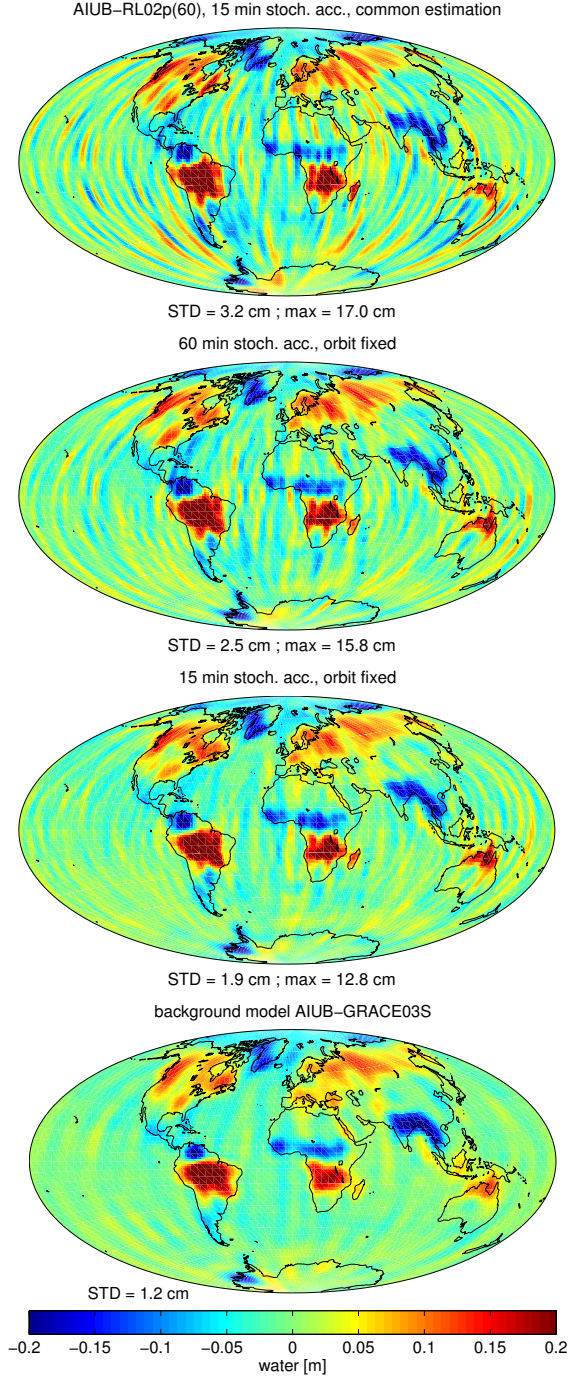 AIUB−RL02p(60), 15 min stoch. acc., common estimation
STD = 3.2 cm ; max = 17.0 cm
60 min stoch. acc., orbit fixed
STD = 2.5 cm ; max = 15.8 cm
15 min stoch. acc., orbit fixed
STD = 1.9 cm ; max = 12.8 cm
background model AIUB−GRACE03S
STD = 1.2 cm
−0.2 −0.15 −0.1 −0.05 0 0.05 0.1 0.15 0.2
water [m]